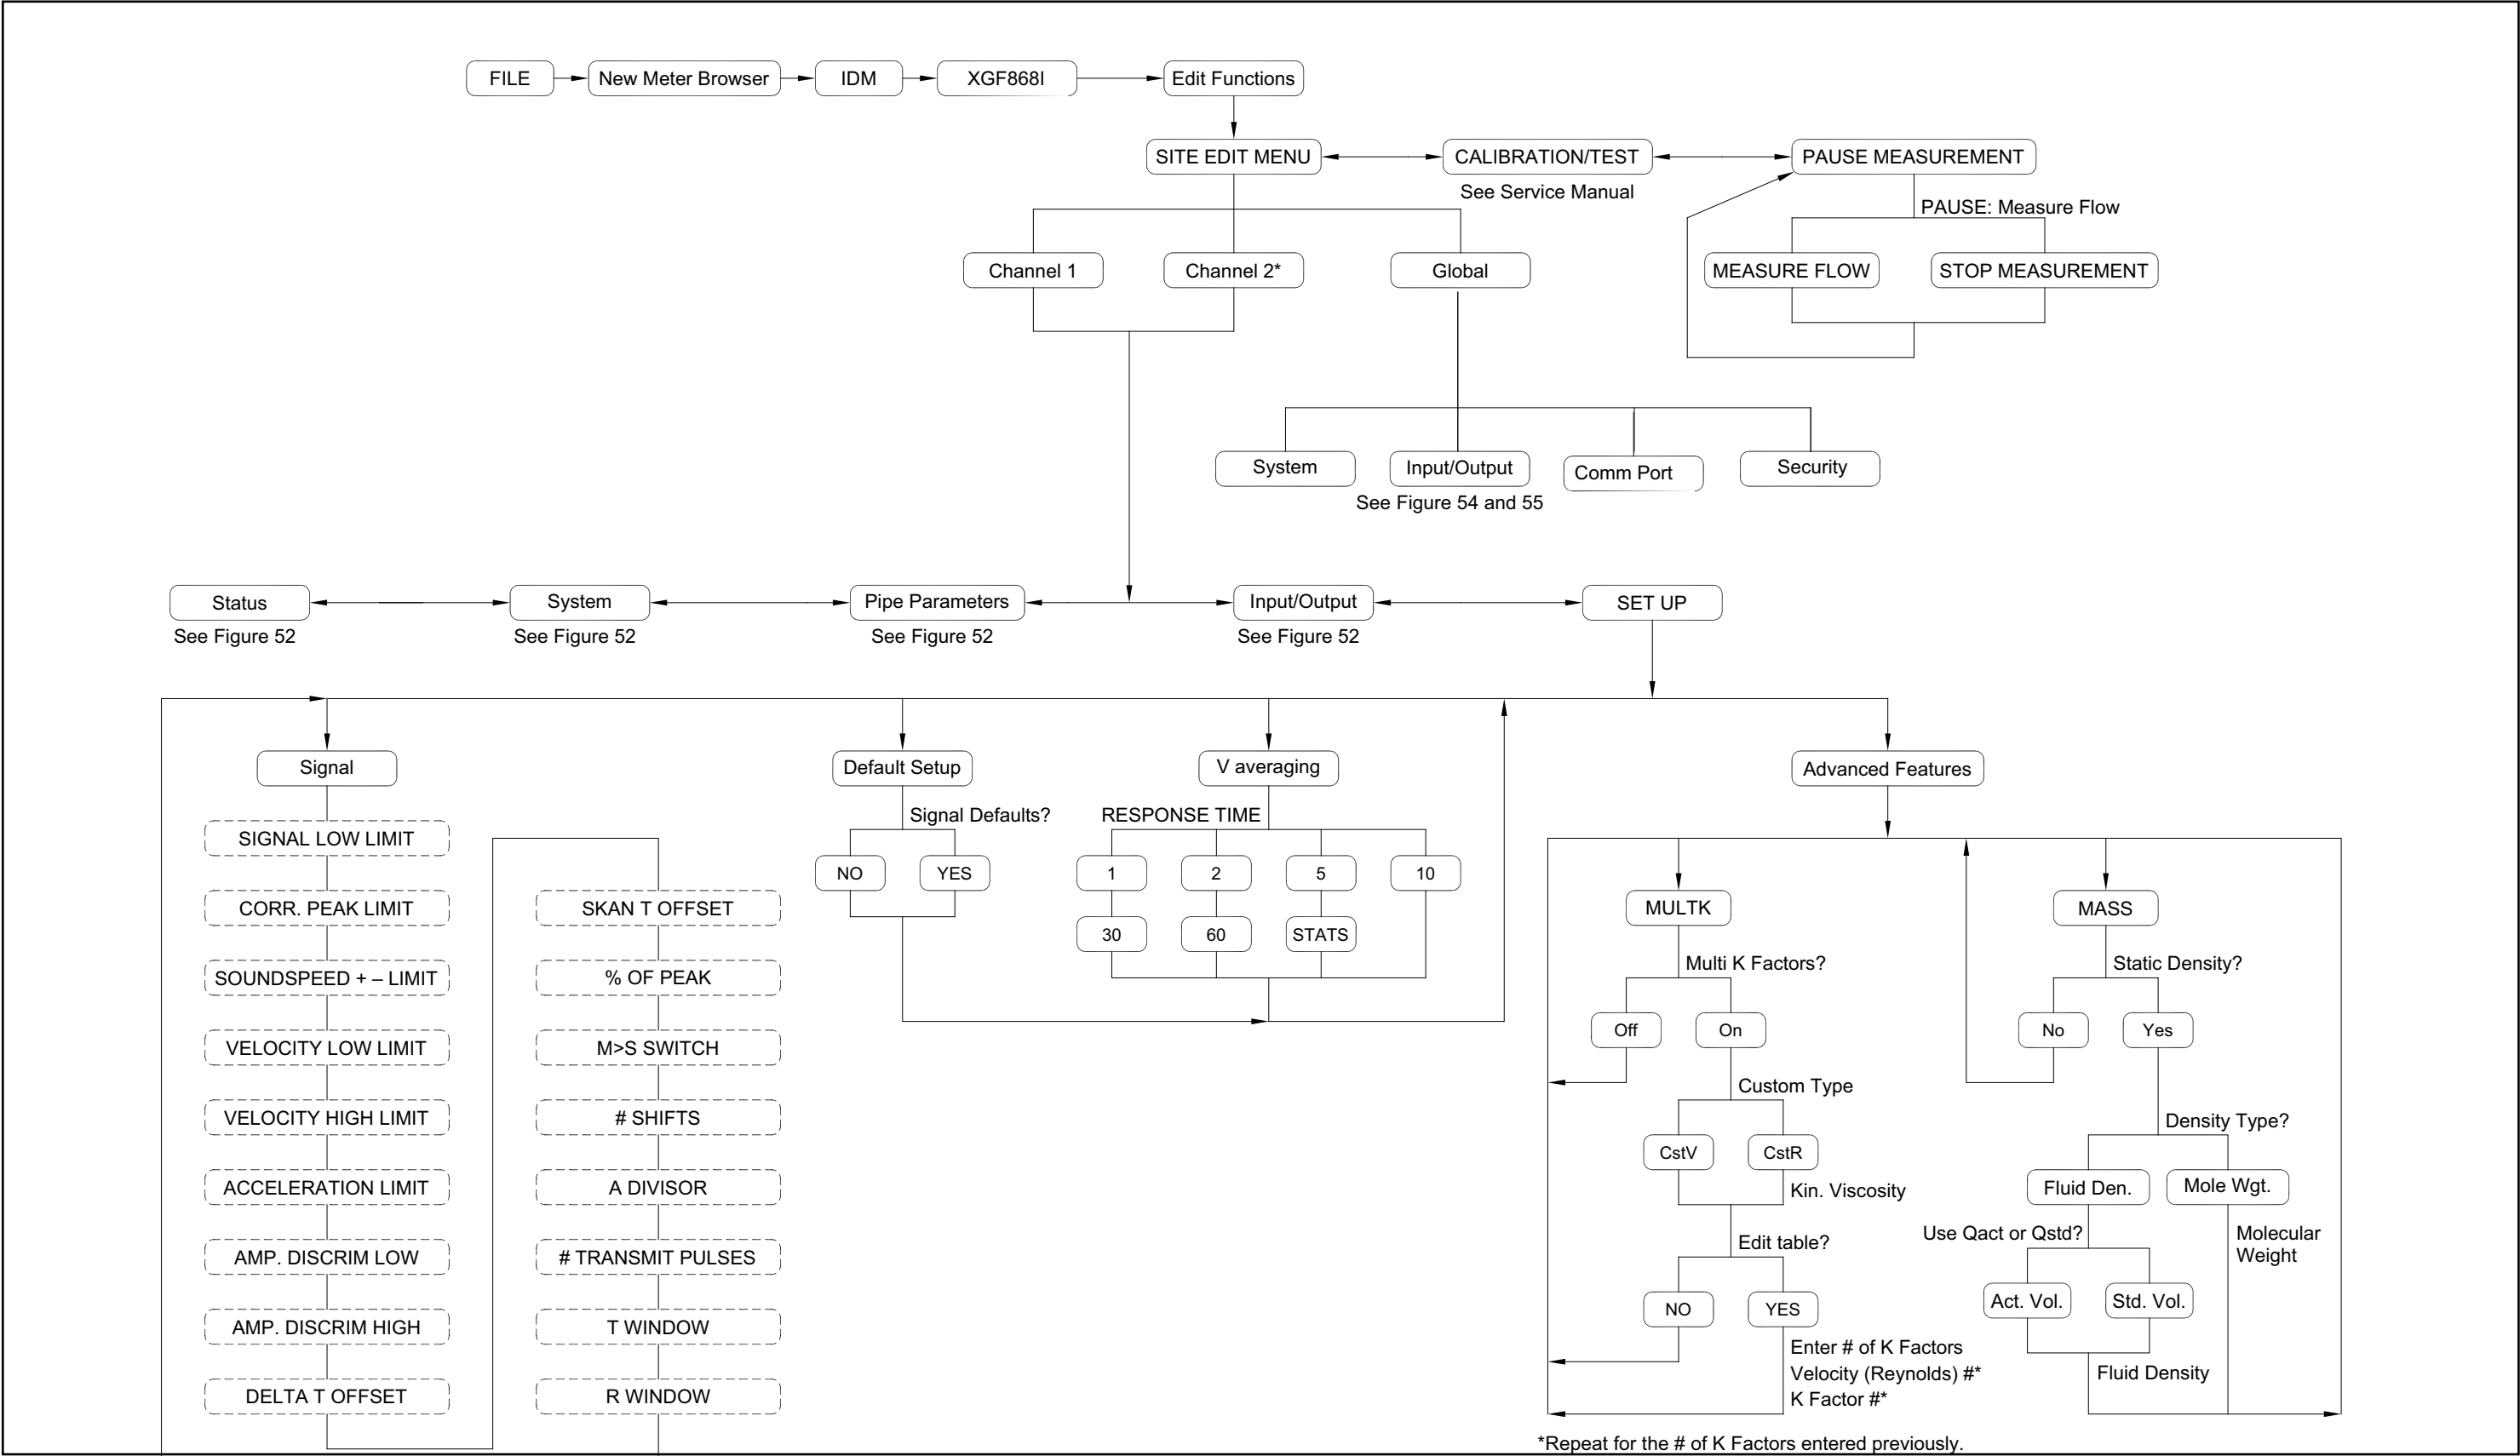 FILE
New Meter Browser
IDM
XGF868I
Edit Functions
SITE EDIT MENU
CALIBRATION/TEST
PAUSE MEASUREMENT
See Service Manual
PAUSE: Measure Flow
Channel 1
Channel 2*
Global
MEASURE FLOW
STOP MEASUREMENT
System
Input/Output
Comm Port
Security
See Figure 54 and 55
Status
System
Pipe Parameters
Input/Output
SET UP
See Figure 52
See Figure 52
See Figure 52
See Figure 52
Signal
SIGNAL LOW LIMIT
CORR. PEAK LIMIT
SOUNDSPEED + – LIMIT
VELOCITY LOW LIMIT
VELOCITY HIGH LIMIT
ACCELERATION LIMIT
AMP. DISCRIM LOW
AMP. DISCRIM HIGH
DELTA T OFFSET
SKAN T OFFSET
% OF PEAK
M>S SWITCH
# SHIFTS
A DIVISOR
# TRANSMIT PULSES
T WINDOW
R WINDOW
Default Setup
Signal Defaults?
NO
YES
V averaging
RESPONSE TIME
1
2
5
10
30
60
STATS
Advanced Features
MULTK
Multi K Factors?
Off
On
Custom Type
CstV
CstR
Kin. Viscosity
Edit table?
NO
YES
Enter # of K Factors
Velocity (Reynolds) #*
K Factor #*
MASS
Static Density?
No
Yes
Density Type?
Fluid Den.
Mole Wgt.
Use Qact or Qstd?
Molecular
Weight
Act. Vol.
Std. Vol.
Fluid Density
*Repeat for the # of K Factors entered previously.